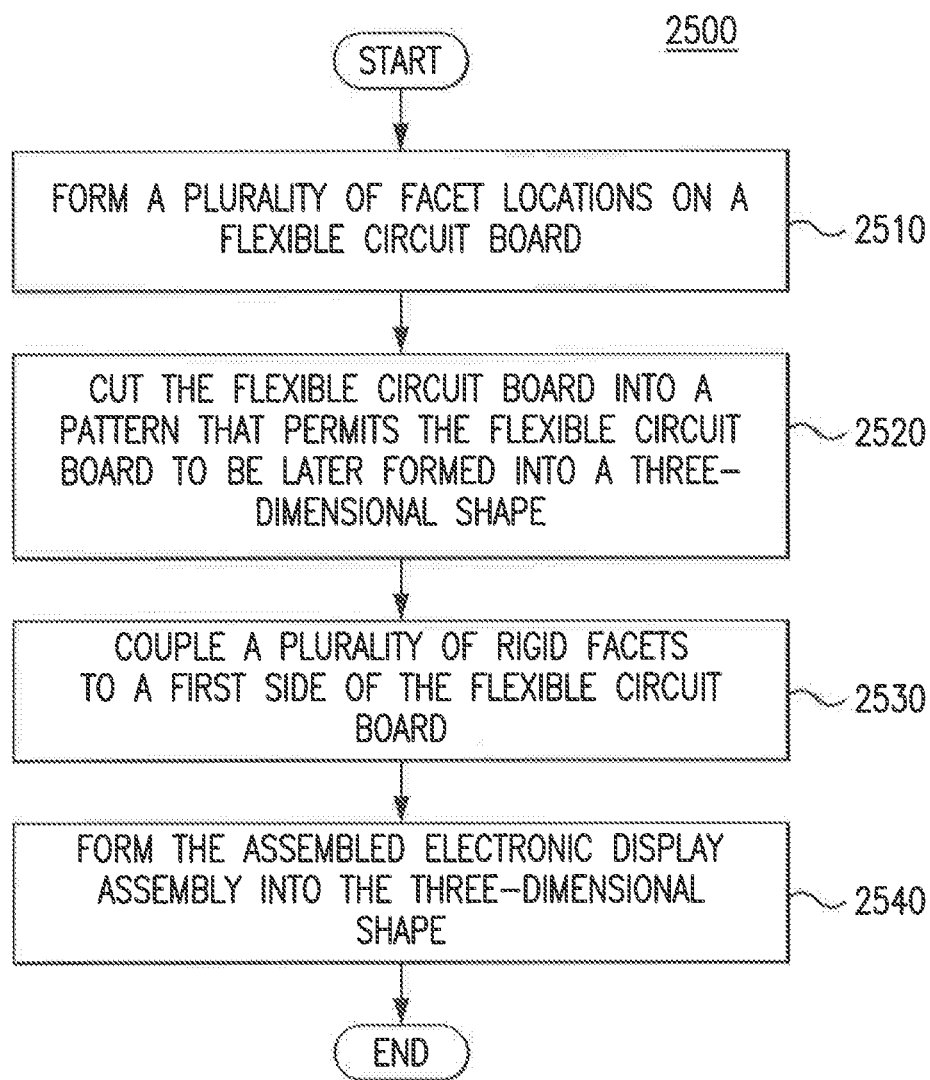 2500
START
FORM A PLURALITY OF FACET LOCATIONS ON A
FLEXIBLE CIRCUIT BOARD
2510
CUT THE FLEXIBLE CIRCUIT BOARD INTO A
PATTERN THAT PERMITS THE FLEXIBLE CIRCUIT
BOARD TO BE LATER FORMED INTO A THREE-
DIMENSIONAL SHAPE
2520
COUPLE A PLURALITY OF RIGID FACETS
TO A FIRST SIDE OF THE FLEXIBLE CIRCUIT
BOARD
2530
FORM THE ASSEMBLED ELECTRONIC DISPLAY
ASSEMBLY INTO THE THREE-DIMENSIONAL
SHAPE
2540
END